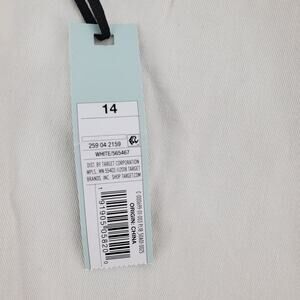 14
259 04 2159
WHITE/565467
DIST. BY TARGET CORPORATION
MPLS, MN 55403 ©2018 TARGET
BRANDS, INC. SHOP TARGET.COM
ORIGIN: CHINA